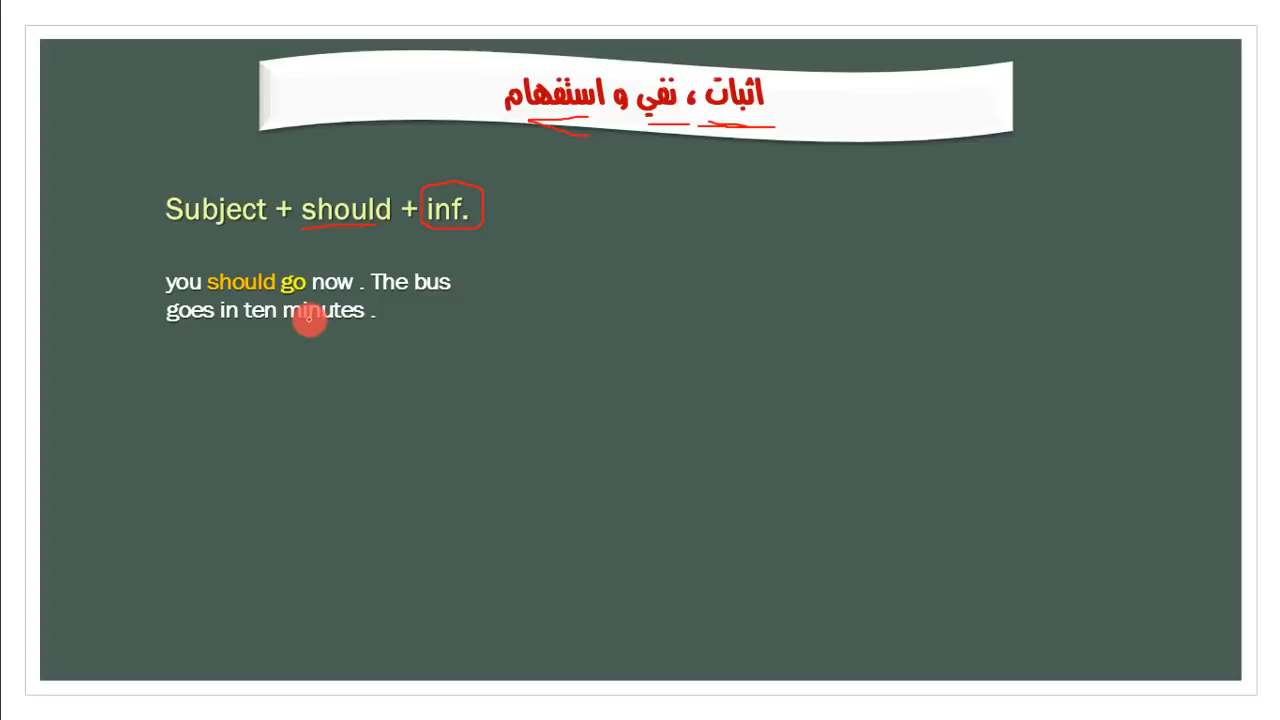 اثبات ، نفي و استفهام
Subject + should + inf.
you should go now . The bus
goes in ten minutes .